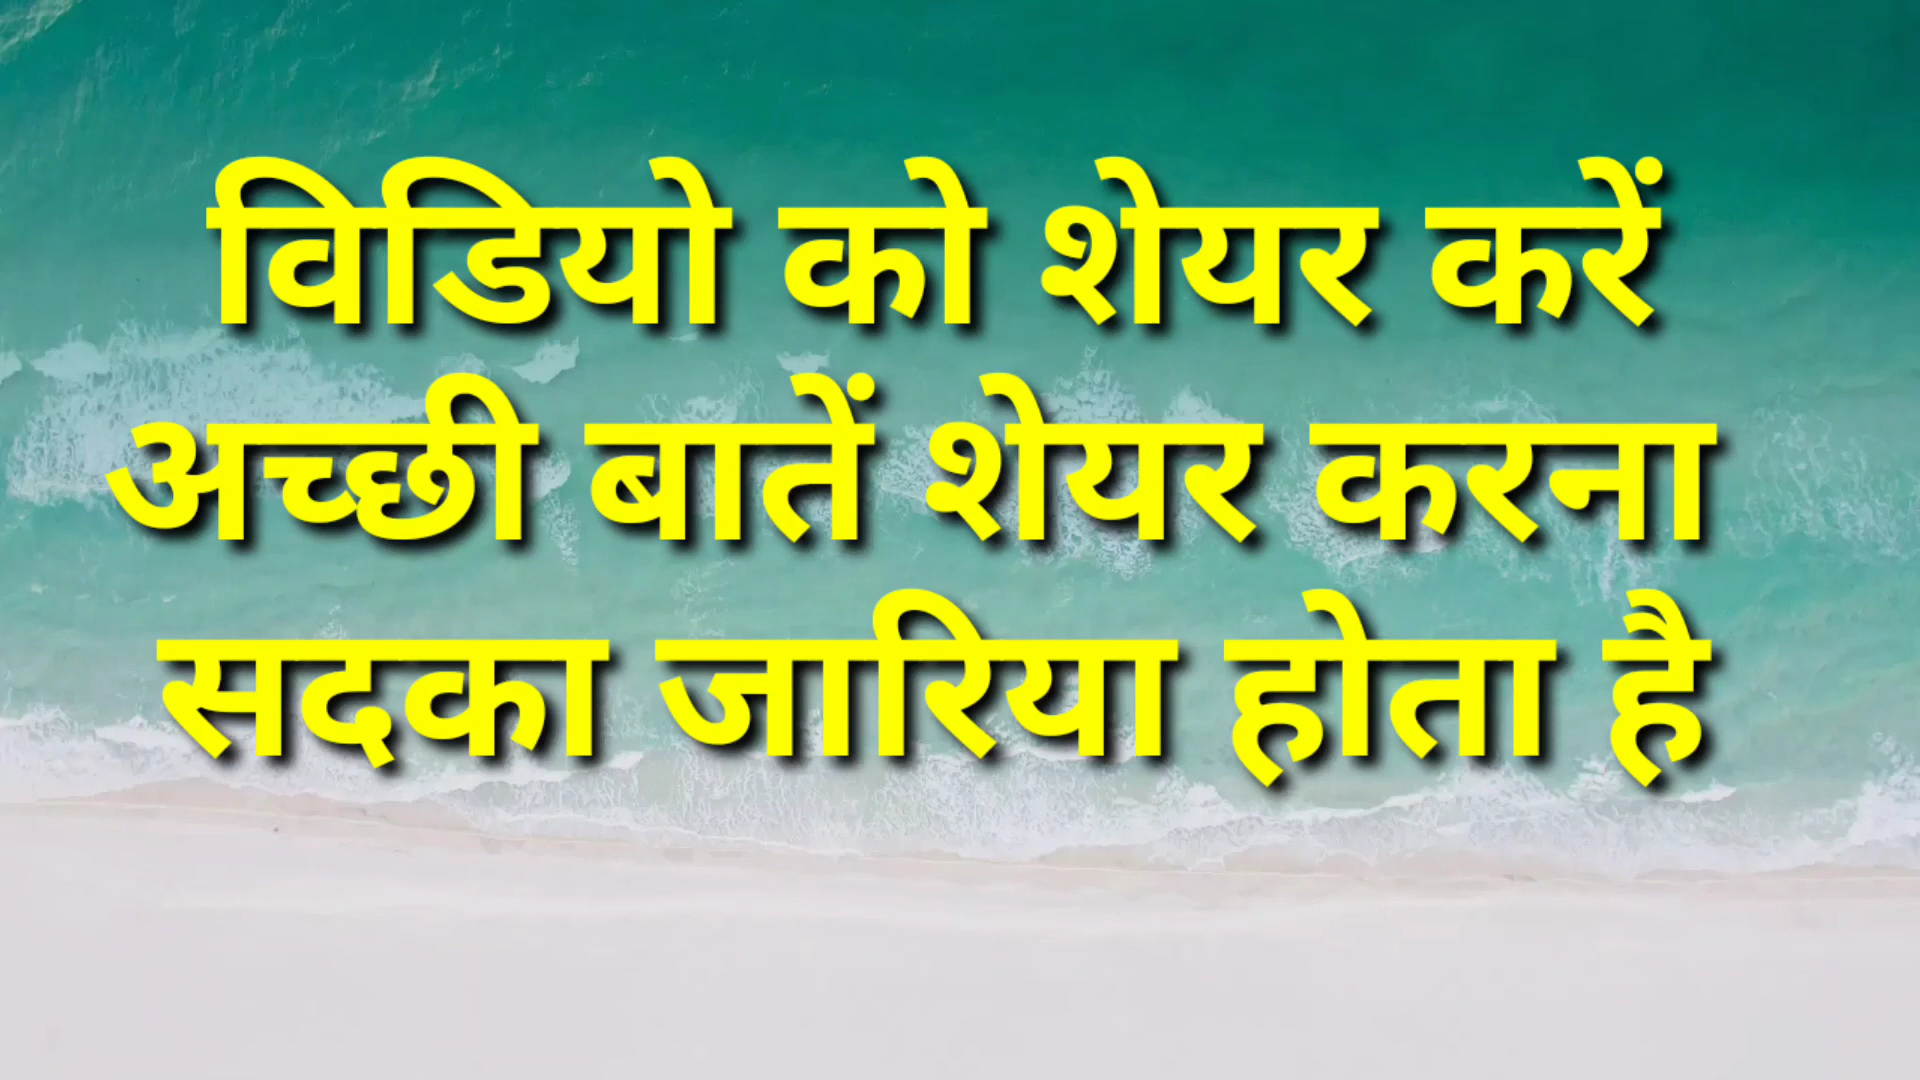 विडियो को शेयर करें
अच्छी बातें शेयर करना
सदका जारिया होता है